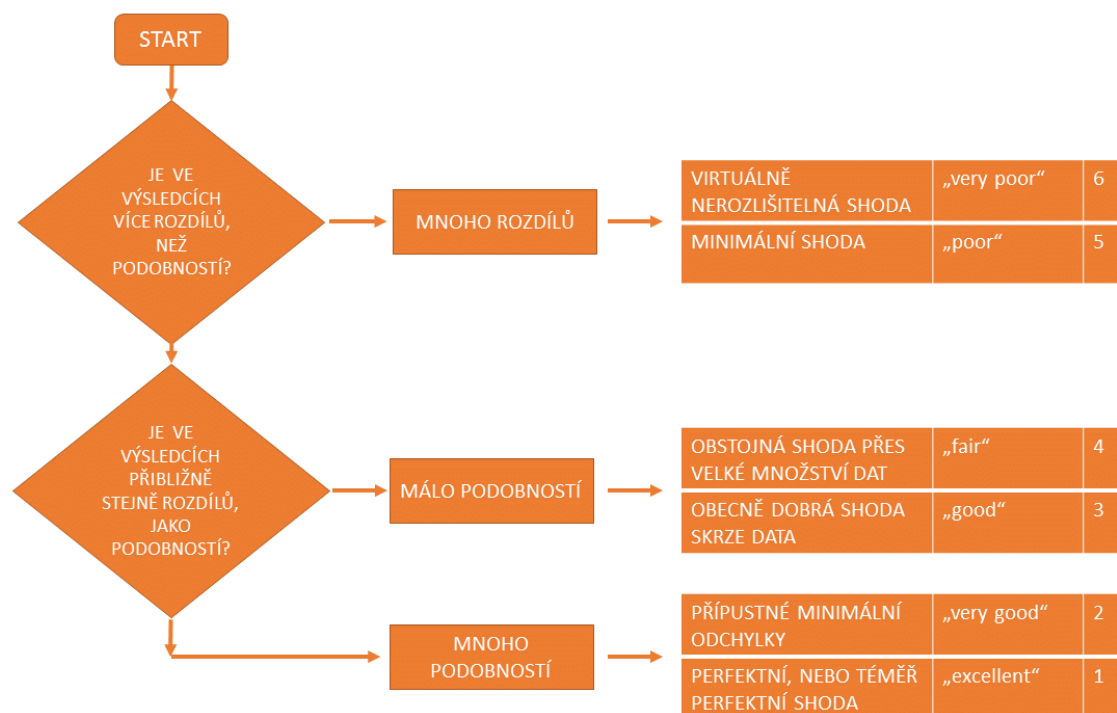 START
JE VE
VÝSLEDCÍCH
VÍCE ROZDÍLŮ,
NEŽ
PODOBNOSTÍ?
MNOHO ROZDÍLŮ
VIRTUÁLNĚ
NEROZLIŠITELNÁ SHODA
„very poor“
6
MINIMÁLNÍ SHODA
„poor“
5
JE VE
VÝSLEDCÍCH
PŘIBLIŽNĚ
STEJNĚ ROZDÍLŮ,
JAKO
PODOBNOSTÍ?
MÁLO PODOBNOSTÍ
OBSTOJNÁ SHODA PŘES
VELKÉ MNOŽSTVÍ DAT
„fair“
4
OBECNĚ DOBRÁ SHODA
SKRZE DATA
„good“
3
MNOHO
PODOBNOSTÍ
PŘÍPUSTNÉ MINIMÁLNÍ
ODCHYLKY
„very good“
2
PERFEKTNÍ, NEBO TÉMĚŘ
PERFEKTNÍ SHODA
„excellent“
1